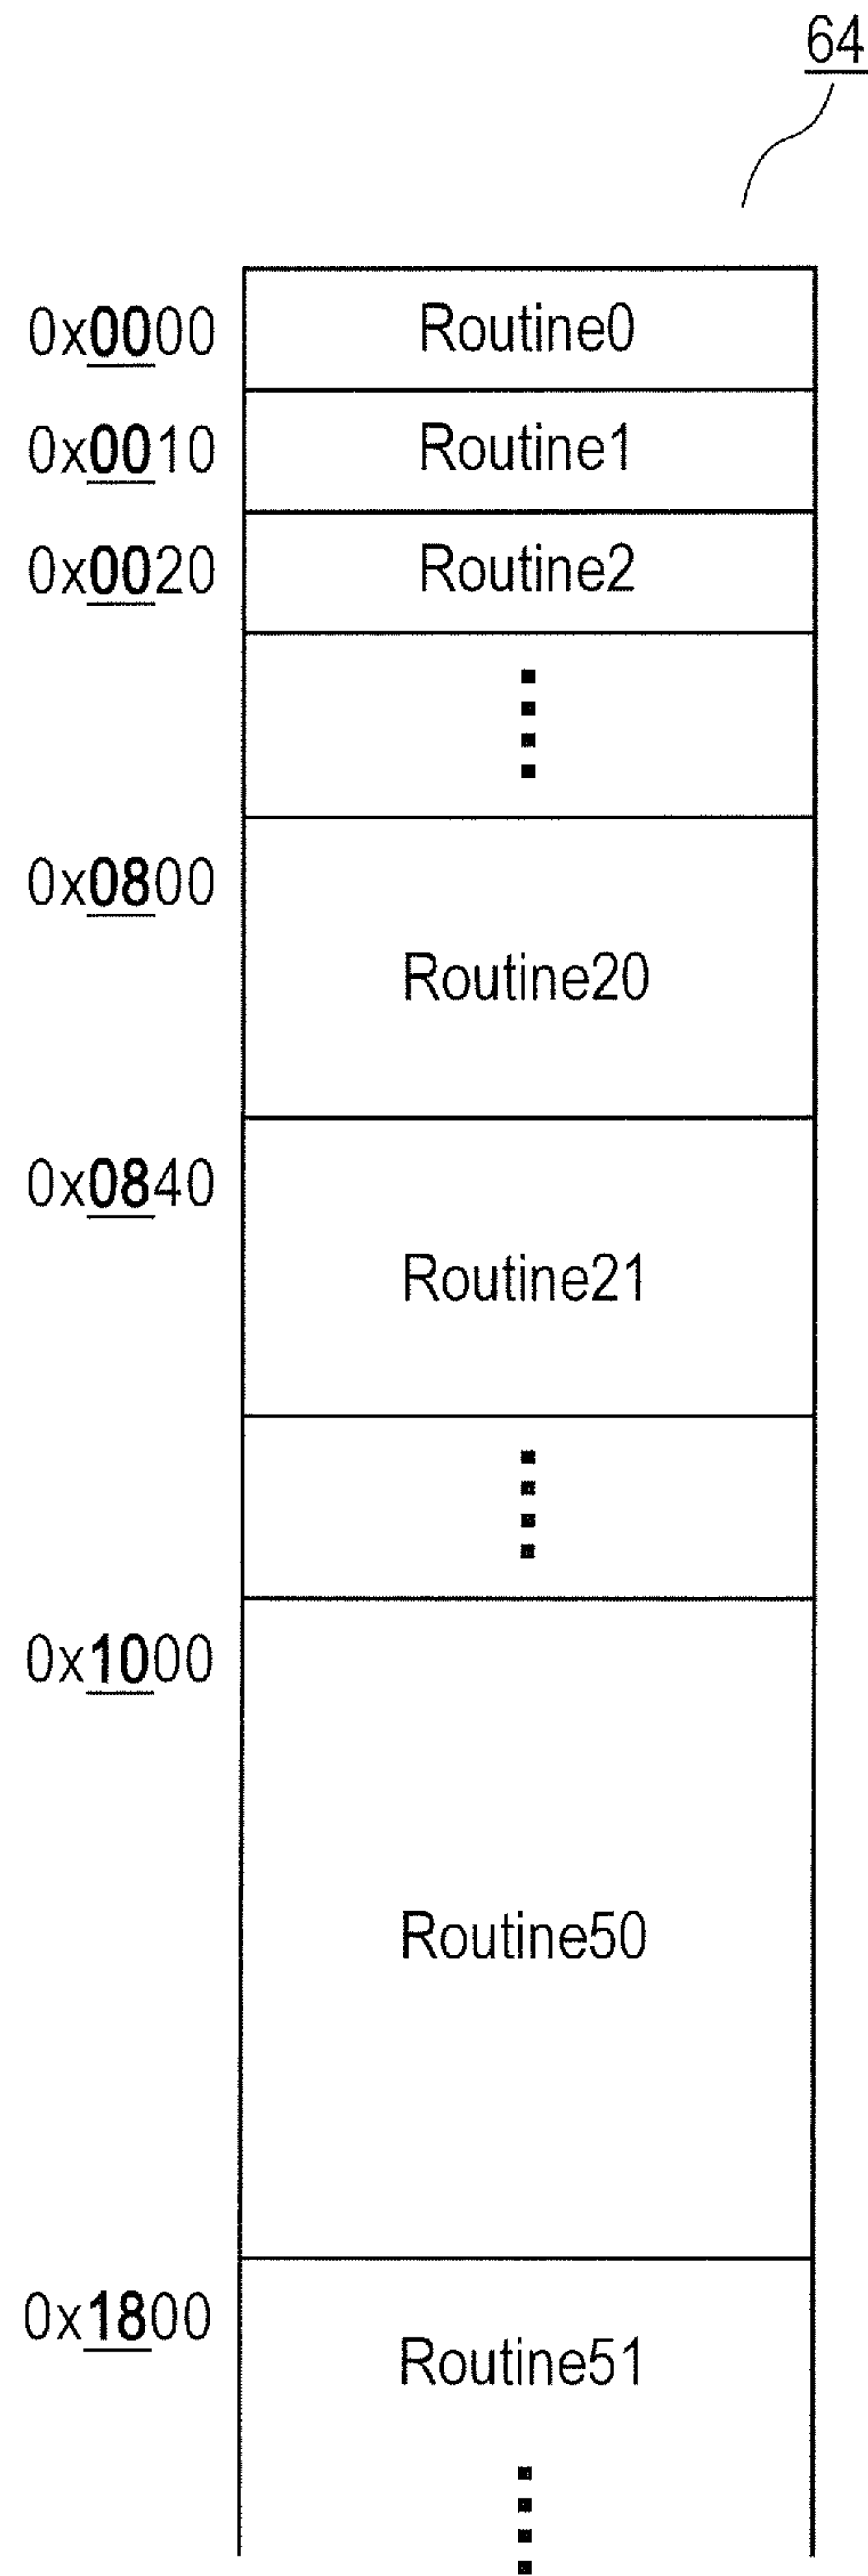 64
0x0000 Routine0
0x0010 Routine1
0x0020 Routine2
0x0800 Routine20
0x0840 Routine21
0x1000 Routine50
0x1800 Routine51